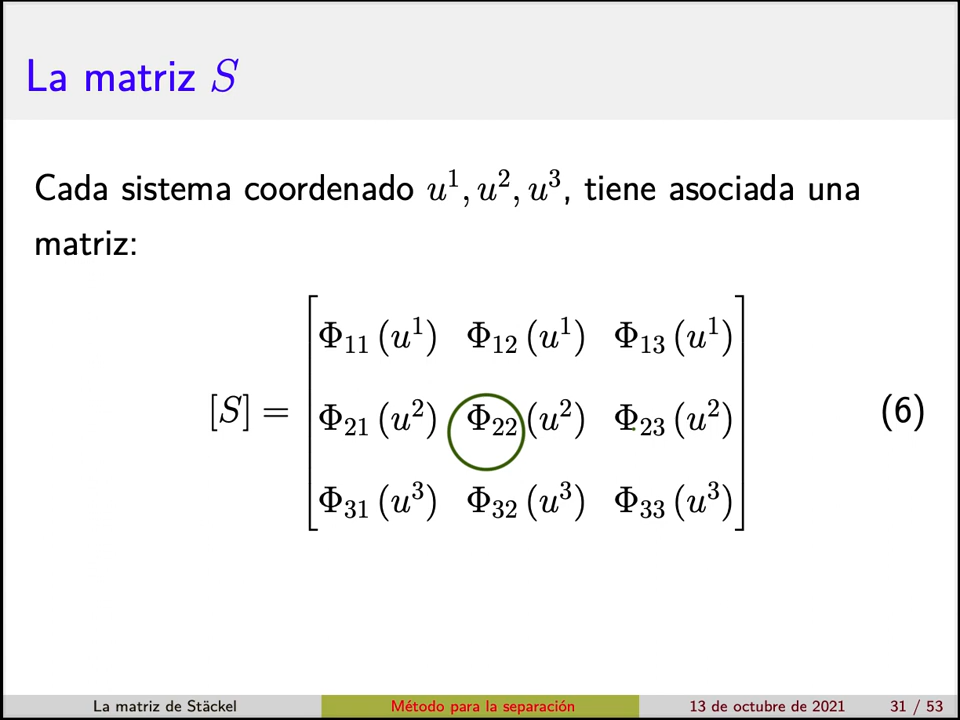 La matriz S
Cada sistema coordenado u¹, u², u³, tiene asociada una
matriz:
[S] = [Φ₁₁(u¹) Φ₁₂(u¹) Φ₁₃(u¹)
Φ₂₁(u²) Φ₂₂(u²) Φ₂₃(u²)
Φ₃₁(u³) Φ₃₂(u³) Φ₃₃(u³)] (6)
La matriz de Stäckel Método para la separación 13 de octubre de 2021 31 / 53